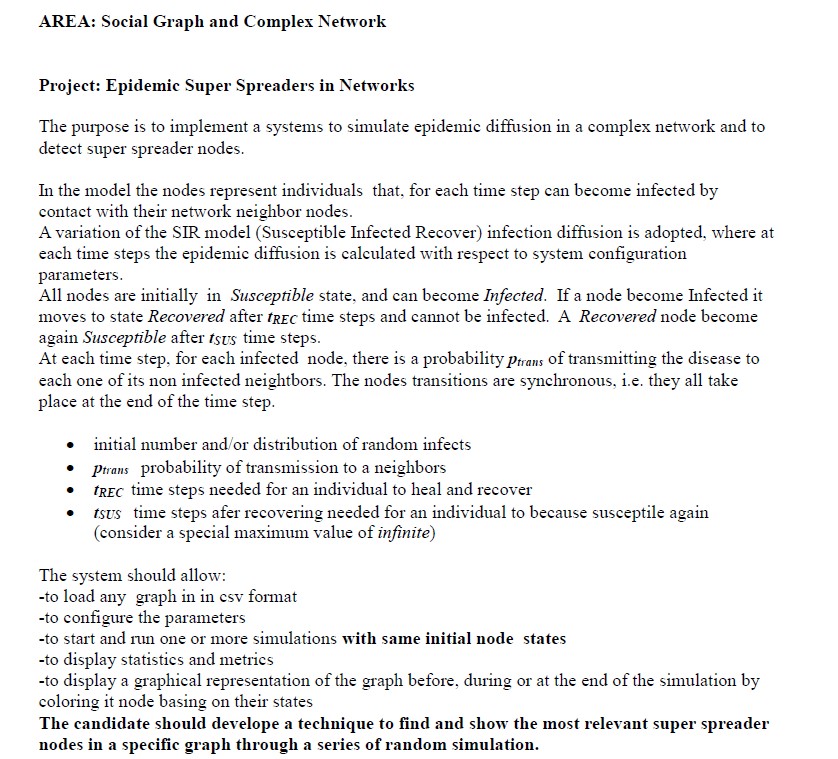 AREA: Social Graph and Complex Network
Project: Epidemic Super Spreaders in Networks
The purpose is to implement a systems to simulate epidemic diffusion in a complex network and to
detect super spreader nodes.
In the model the nodes represent individuals  that, for each time step can become infected by
contact with their network neighbor nodes.
A variation of the SIR model (Susceptible Infected Recover) infection diffusion is adopted, where at
each time steps the epidemic diffusion is calculated with respect to system configuration
parameters.
All nodes are initially  in  Susceptible state, and can become Infected.  If a node become Infected it
moves to state Recovered after tREC time steps and cannot be infected.  A  Recovered node become
again Susceptible after tSUS time steps.
At each time step, for each infected  node, there is a probability ptrans of transmitting the disease to
each one of its non infected neightbors. The nodes transitions are synchronous, i.e. they all take
place at the end of the time step.
• initial number and/or distribution of random infects
• ptrans  probability of transmission to a neighbors
• tREC time steps needed for an individual to heal and recover
• tSUS  time steps afer recovering needed for an individual to because susceptile again
(consider a special maximum value of infinite)
The system should allow:
-to load any  graph in in csv format
-to configure the parameters
-to start and run one or more simulations with same initial node  states
-to display statistics and metrics
-to display a graphical representation of the graph before, during or at the end of the simulation by
coloring it node basing on their states
The candidate should develope a technique to find and show the most relevant super spreader
nodes in a specific graph through a series of random simulation.